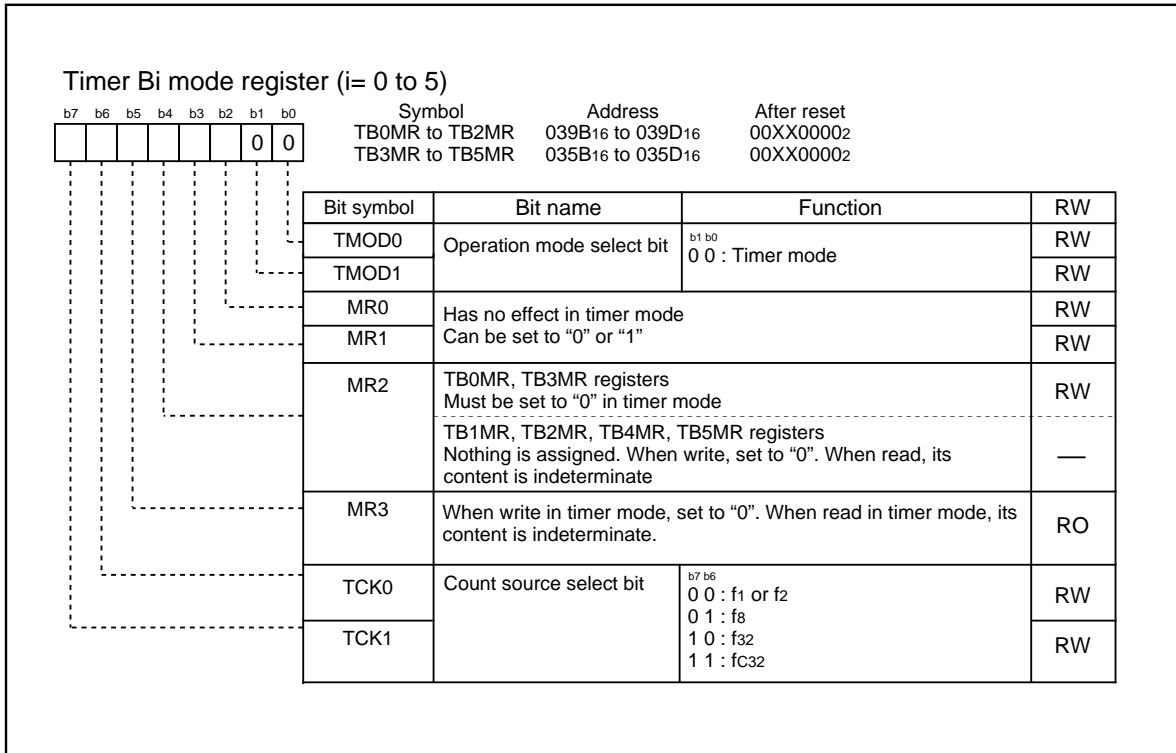 Timer Bi mode register (i= 0 to 5)
b7 b6 b5 b4 b3 b2 b1 b0
0 0
Symbol Address After reset
TB0MR to TB2MR 039B16 to 039D16 00XX00002
TB3MR to TB5MR 035B16 to 035D16 00XX00002
Bit symbol Bit name Function RW
TMOD0 Operation mode select bit b1 b0 RW
0 0 : Timer mode
TMOD1 RW
MR0 Has no effect in timer mode RW
MR1 Can be set to “0” or “1” RW
MR2 TB0MR, TB3MR registers RW
Must be set to “0” in timer mode
TB1MR, TB2MR, TB4MR, TB5MR registers
Nothing is assigned. When write, set to “0”. When read, its —
content is indeterminate
MR3 When write in timer mode, set to “0”. When read in timer mode, its RO
content is indeterminate.
TCK0 Count source select bit b7 b6 RW
0 0 : f1 or f2
0 1 : f8
TCK1 1 0 : f32 RW
1 1 : fC32